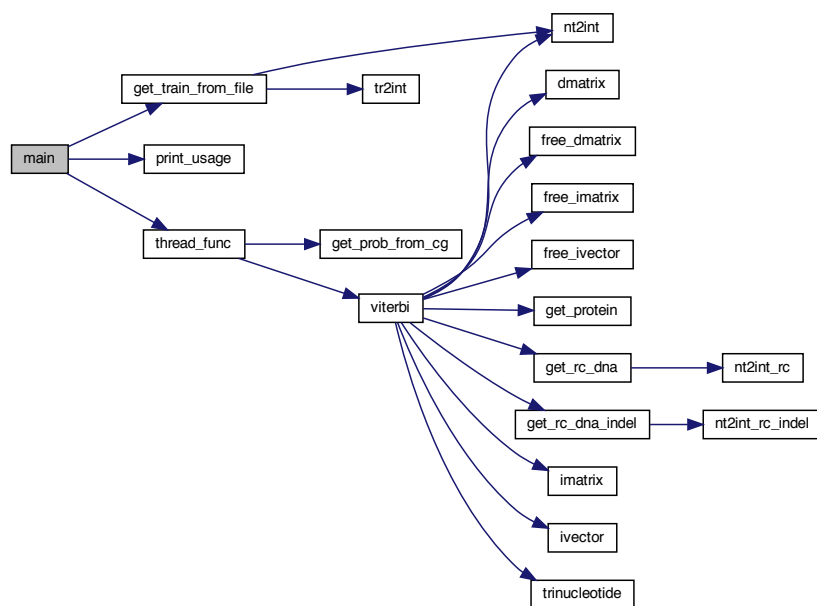 main
get_train_from_file
print_usage
thread_func
nt2int
tr2int
get_prob_from_cg
viterbi
dmatrix
free_dmatrix
free_imatrix
free_ivector
get_protein
get_rc_dna
nt2int_rc
get_rc_dna_indel
nt2int_rc_indel
imatrix
ivector
trinucleotide